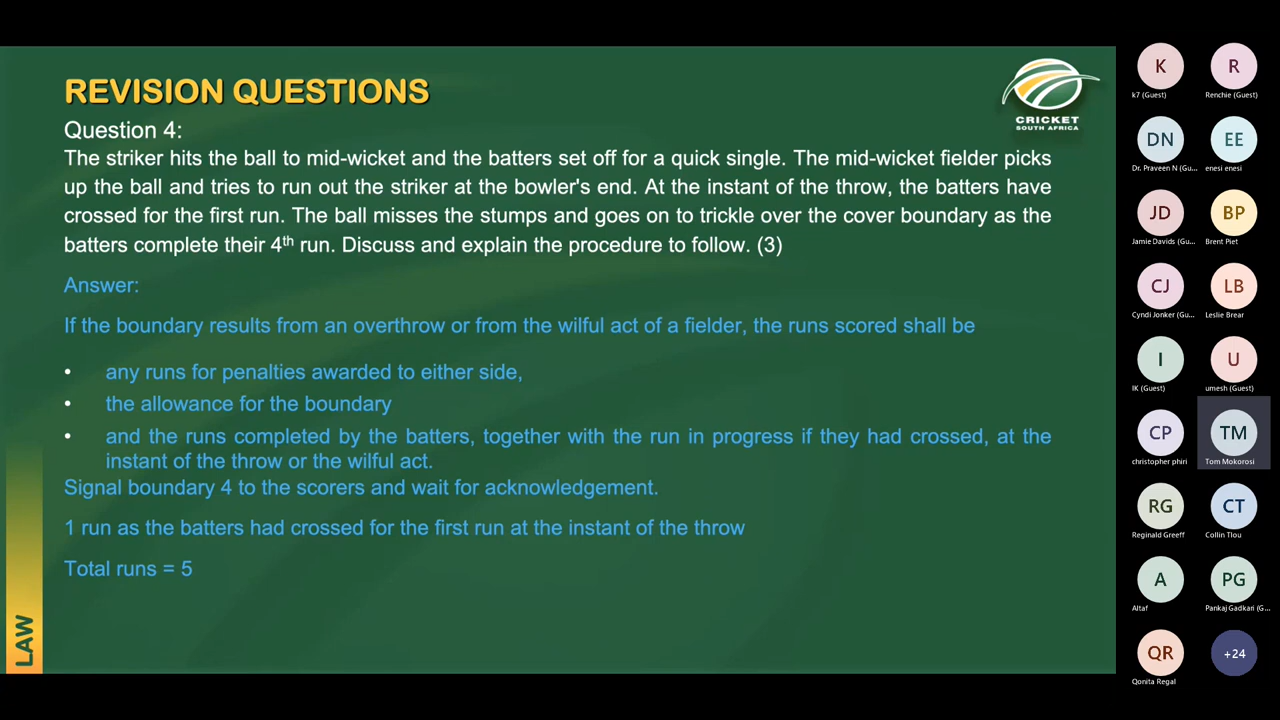 REVISION QUESTIONS
CRICKET
SOUTH AFRICA
Question 4:
The striker hits the ball to mid-wicket and the batters set off for a quick single. The mid-wicket fielder picks
up the ball and tries to run out the striker at the bowler's end. At the instant of the throw, the batters have
crossed for the first run. The ball misses the stumps and goes on to trickle over the cover boundary as the
batters complete their 4th run. Discuss and explain the procedure to follow. (3)
Answer:
If the boundary results from an overthrow or from the wilful act of a fielder, the runs scored shall be
• any runs for penalties awarded to either side,
• the allowance for the boundary
• and the runs completed by the batters, together with the run in progress if they had crossed, at the
instant of the throw or the wilful act.
Signal boundary 4 to the scorers and wait for acknowledgement.
1 run as the batters had crossed for the first run at the instant of the throw
Total runs = 5
LAW
K
k7 (Guest)
R
Renchie (Guest)
DN
Dr. Praveen N (Gu...
EE
enesi enesi
JD
Jamie Davids (Gu...
BP
Brent Piet
CJ
Cyndi Jonker (Gu...
LB
Leslie Brear
I
IK (Guest)
U
umesh (Guest)
CP
christopher phiri
TM
Tom Mokorosi
RG
Reginald Greeff
CT
Collin Tlou
A
Altaf
PG
Pankaj Gadkari (G...
QR
Qonita Regal
+24